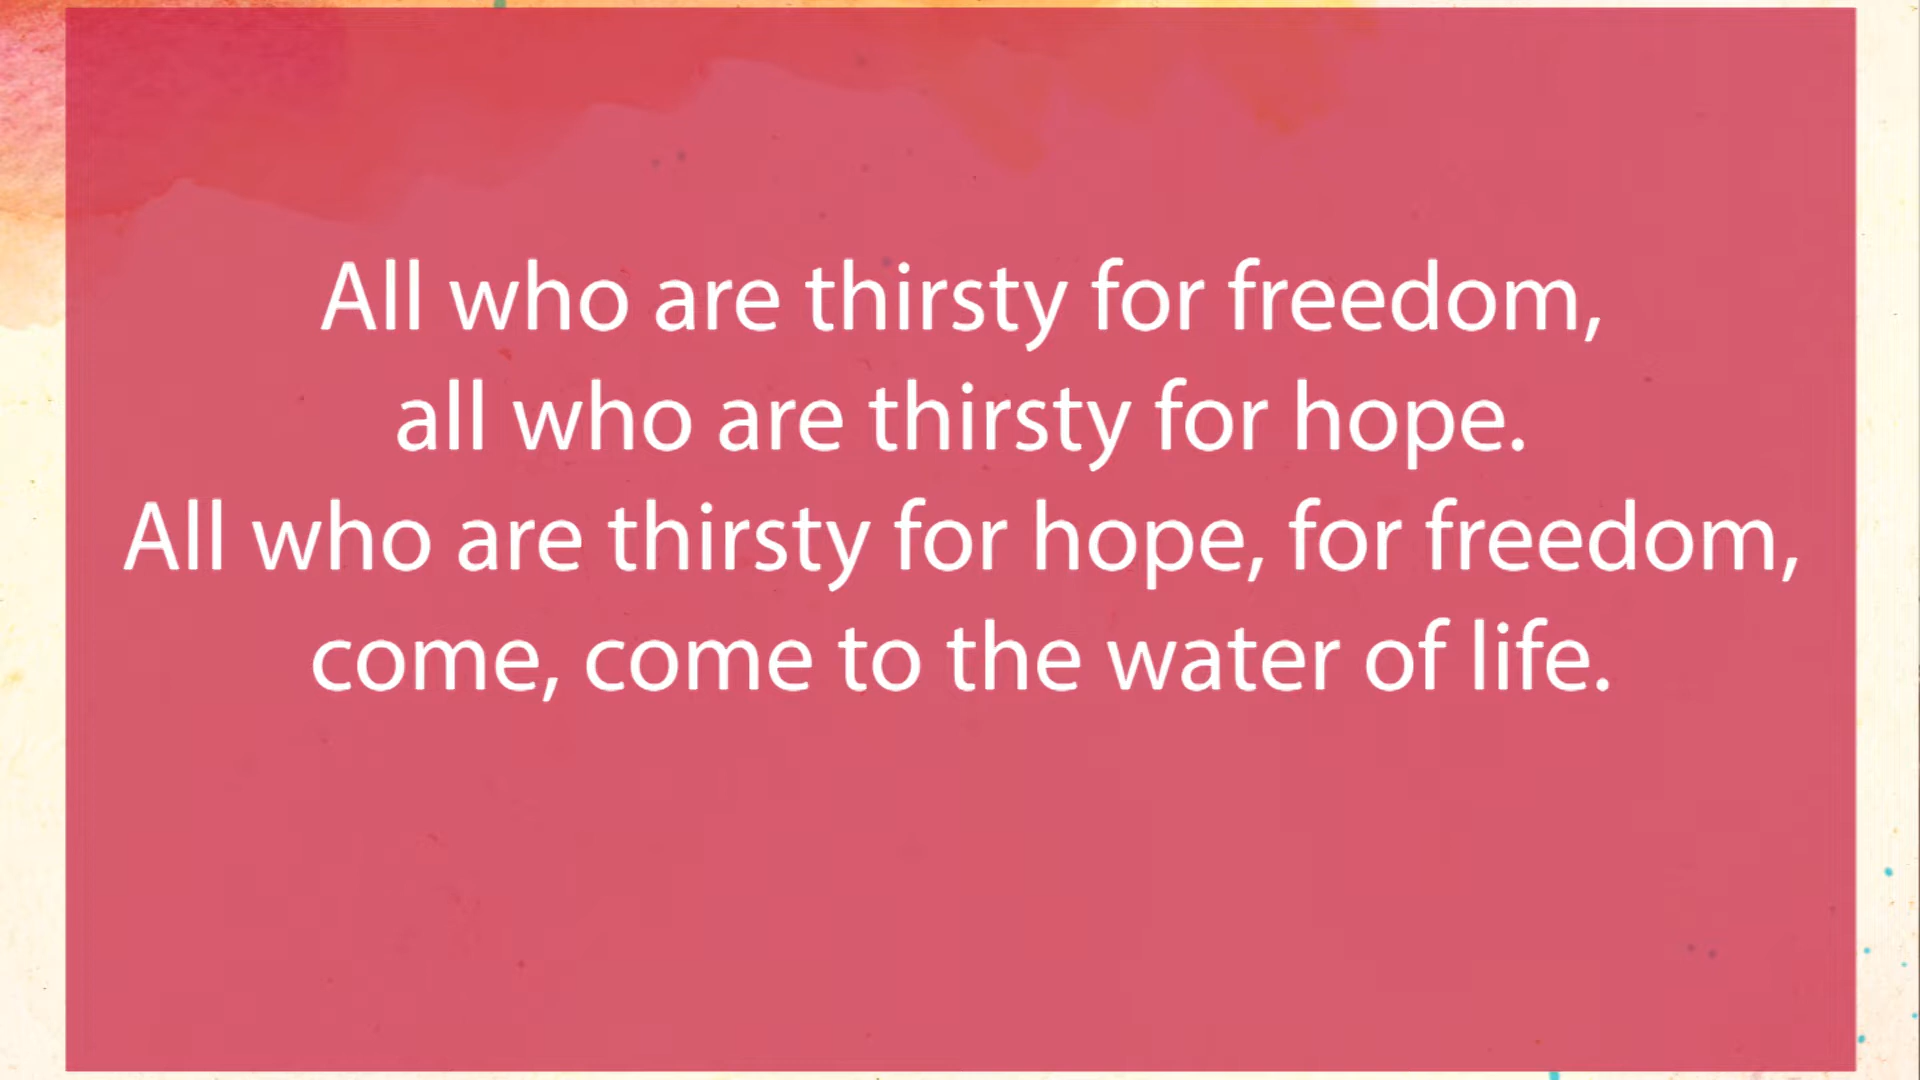 All who are thirsty for freedom,
all who are thirsty for hope.
All who are thirsty for hope, for freedom,
come, come to the water of life.